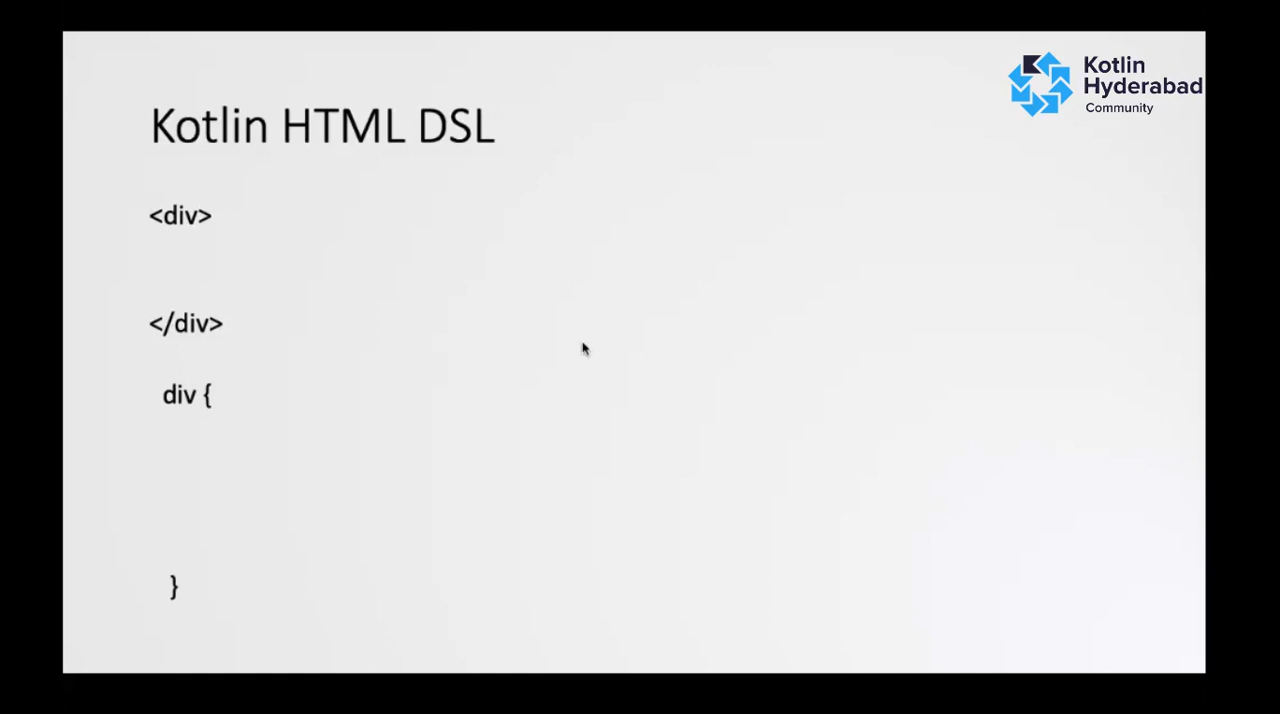 Kotlin
Hyderabad
Community
Kotlin HTML DSL
<div>
</div>
div {
}